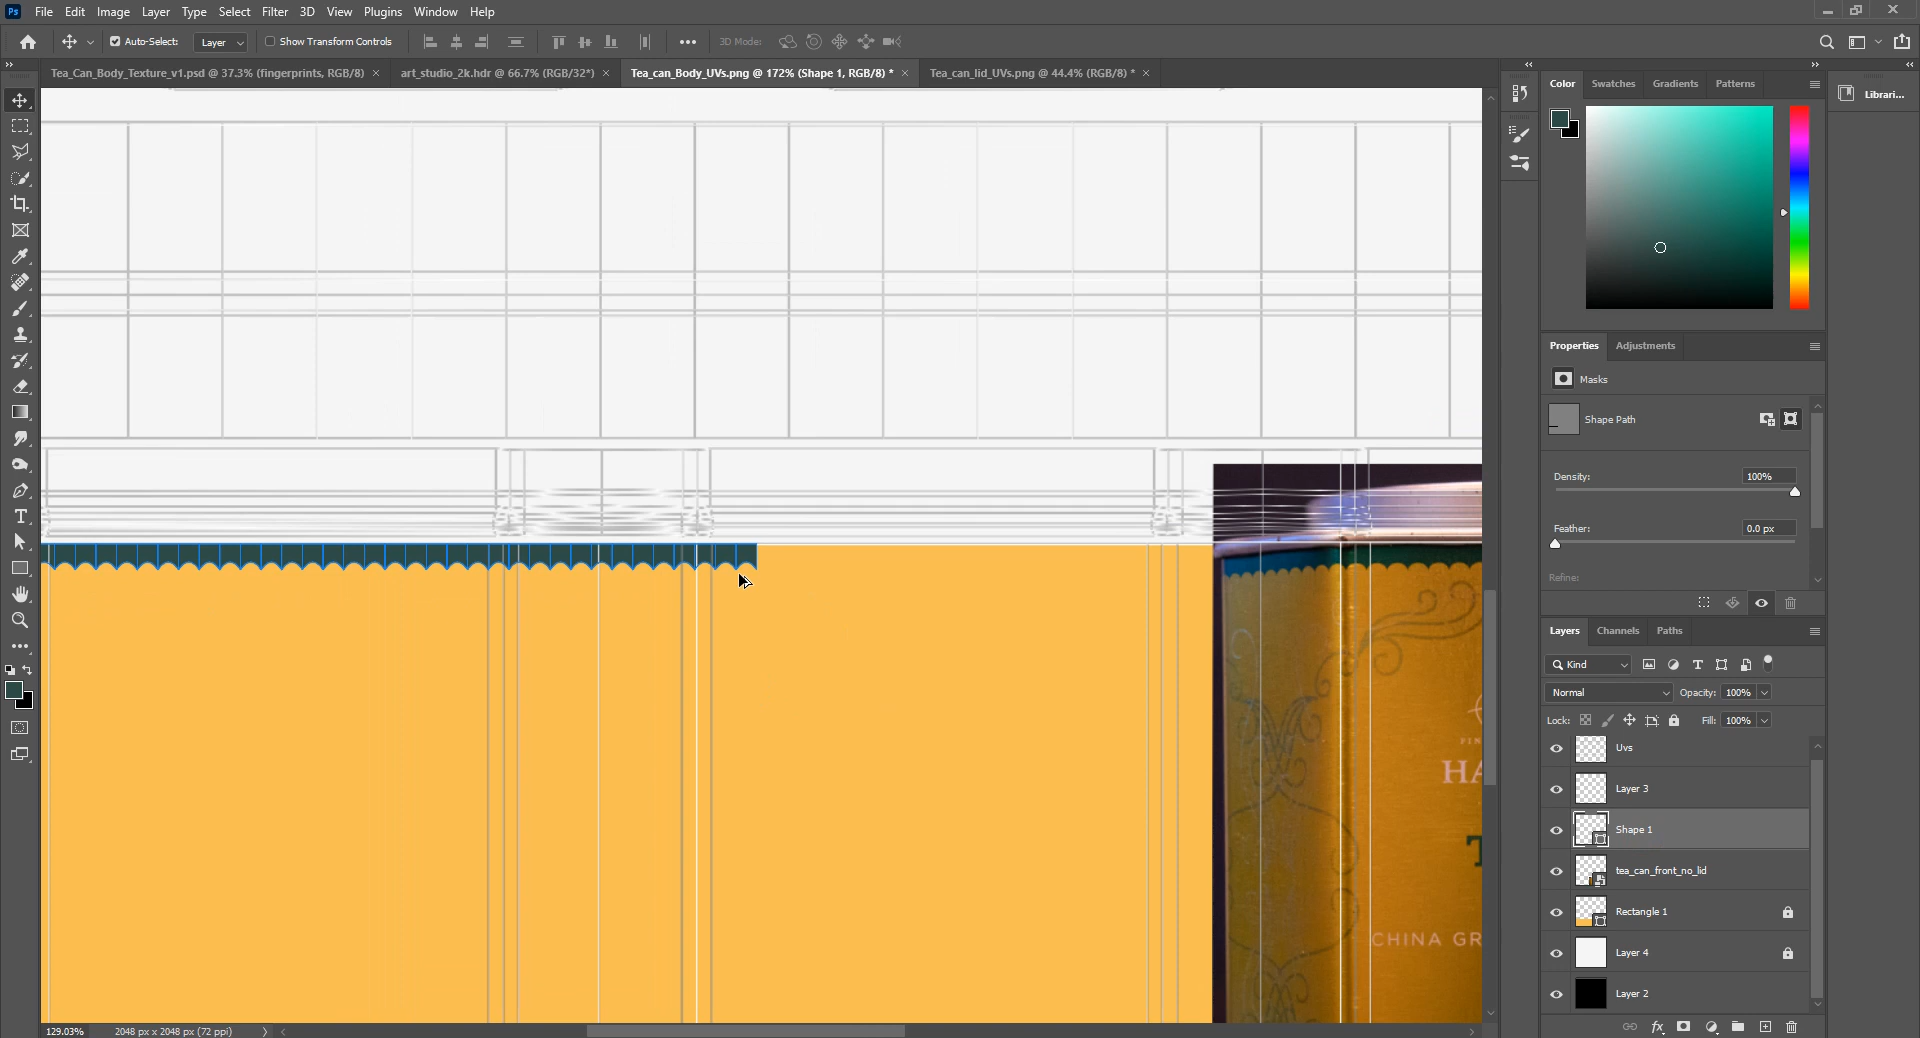 Ps File Edit Image Layer Type Select Filter 3D View Plugins Window Help
Auto-Select: Layer Show Transform Controls 3D Mode:
Tea_Can_Body_Texture_v1.psd @ 37.3% (fingerprints, RGB/8) × art_studio_2k.hdr @ 66.7% (RGB/32*) × Tea_can_Body_UVs.png @ 172% (Shape 1, RGB/8) * × Tea_can_lid_UVs.png @ 44.4% (RGB/8) * ×
Color Swatches Gradients Patterns
Librari...
Properties Adjustments
Masks
Shape Path
Density: 100%
Feather: 0.0 px
Refine:
Layers Channels Paths
Kind
Normal Opacity: 100%
Lock: Fill: 100%
Uvs
Layer 3
Shape 1
tea_can_front_no_lid
Rectangle 1
Layer 4
Layer 2
FIN
HA
T
CHINA GR
129.03% 2048 px x 2048 px (72 ppi)